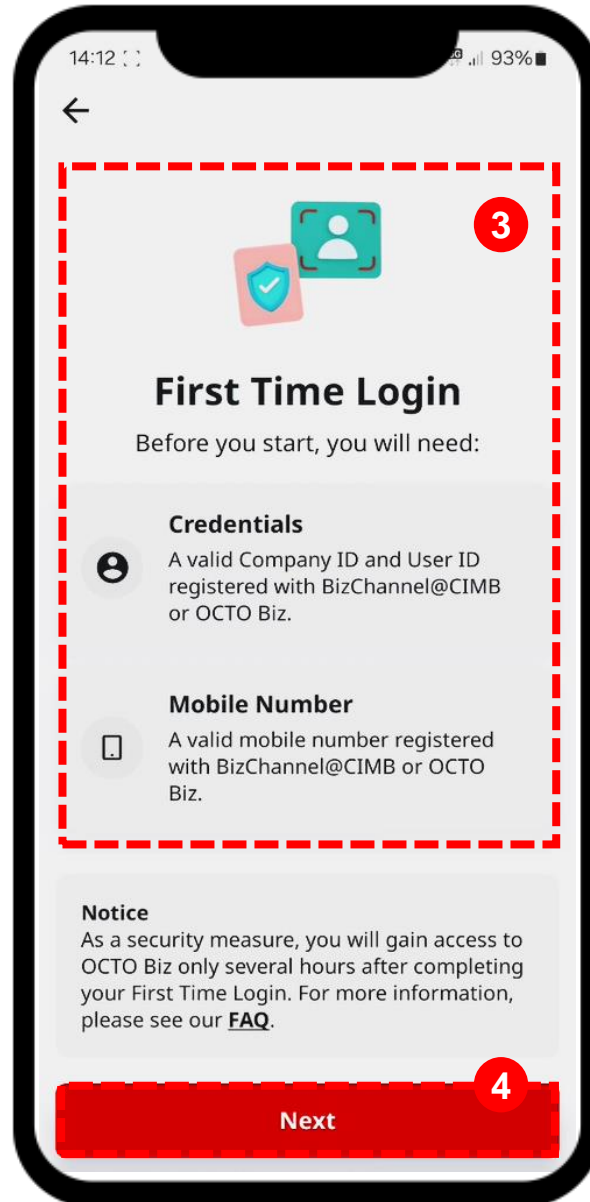 14:12
93%
3
First Time Login
Before you start, you will need:
Credentials
A valid Company ID and User ID
registered with BizChannel@CIMB
or OCTO Biz.
Mobile Number
A valid mobile number registered
with BizChannel@CIMB or OCTO
Biz.
Notice
As a security measure, you will gain access to
OCTO Biz only several hours after completing
your First Time Login. For more information,
please see our FAQ.
4
Next